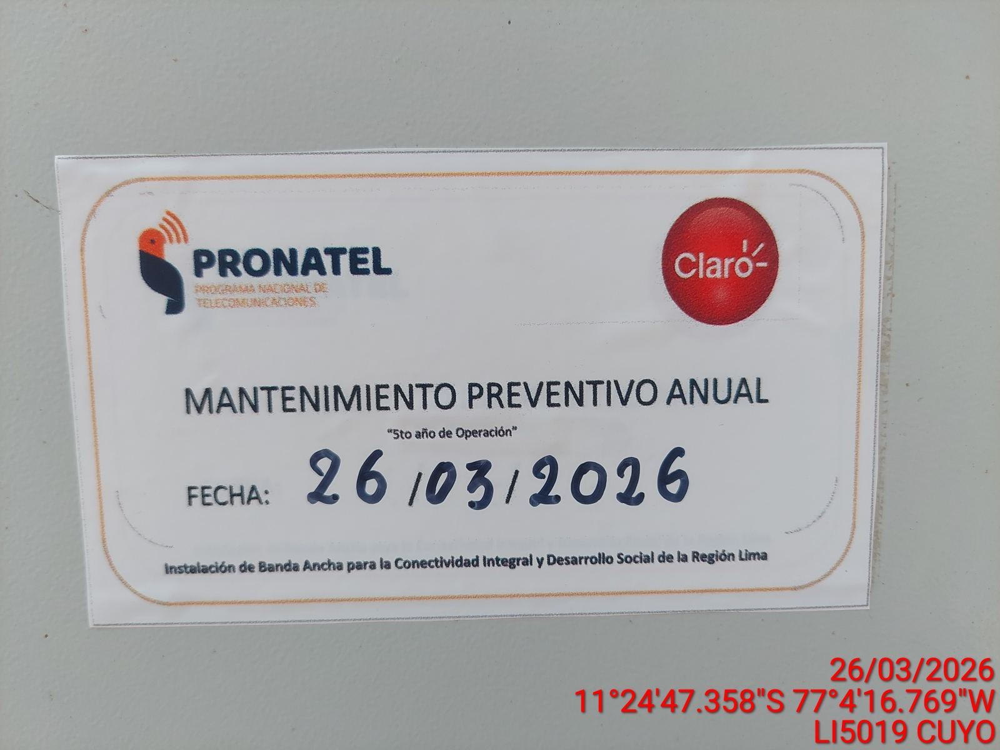 PRONATEL
PROGRAMA NACIONAL DE
TELECOMUNICACIONES
Claro
MANTENIMIENTO PREVENTIVO ANUAL
"5to año de Operación"
FECHA: 26/03/2026
Instalación de Banda Ancha para la Conectividad Integral y Desarrollo Social de la Región Lima
26/03/2026
11°24'47.358"S 77°4'16.769"W
LI5019 CUYO